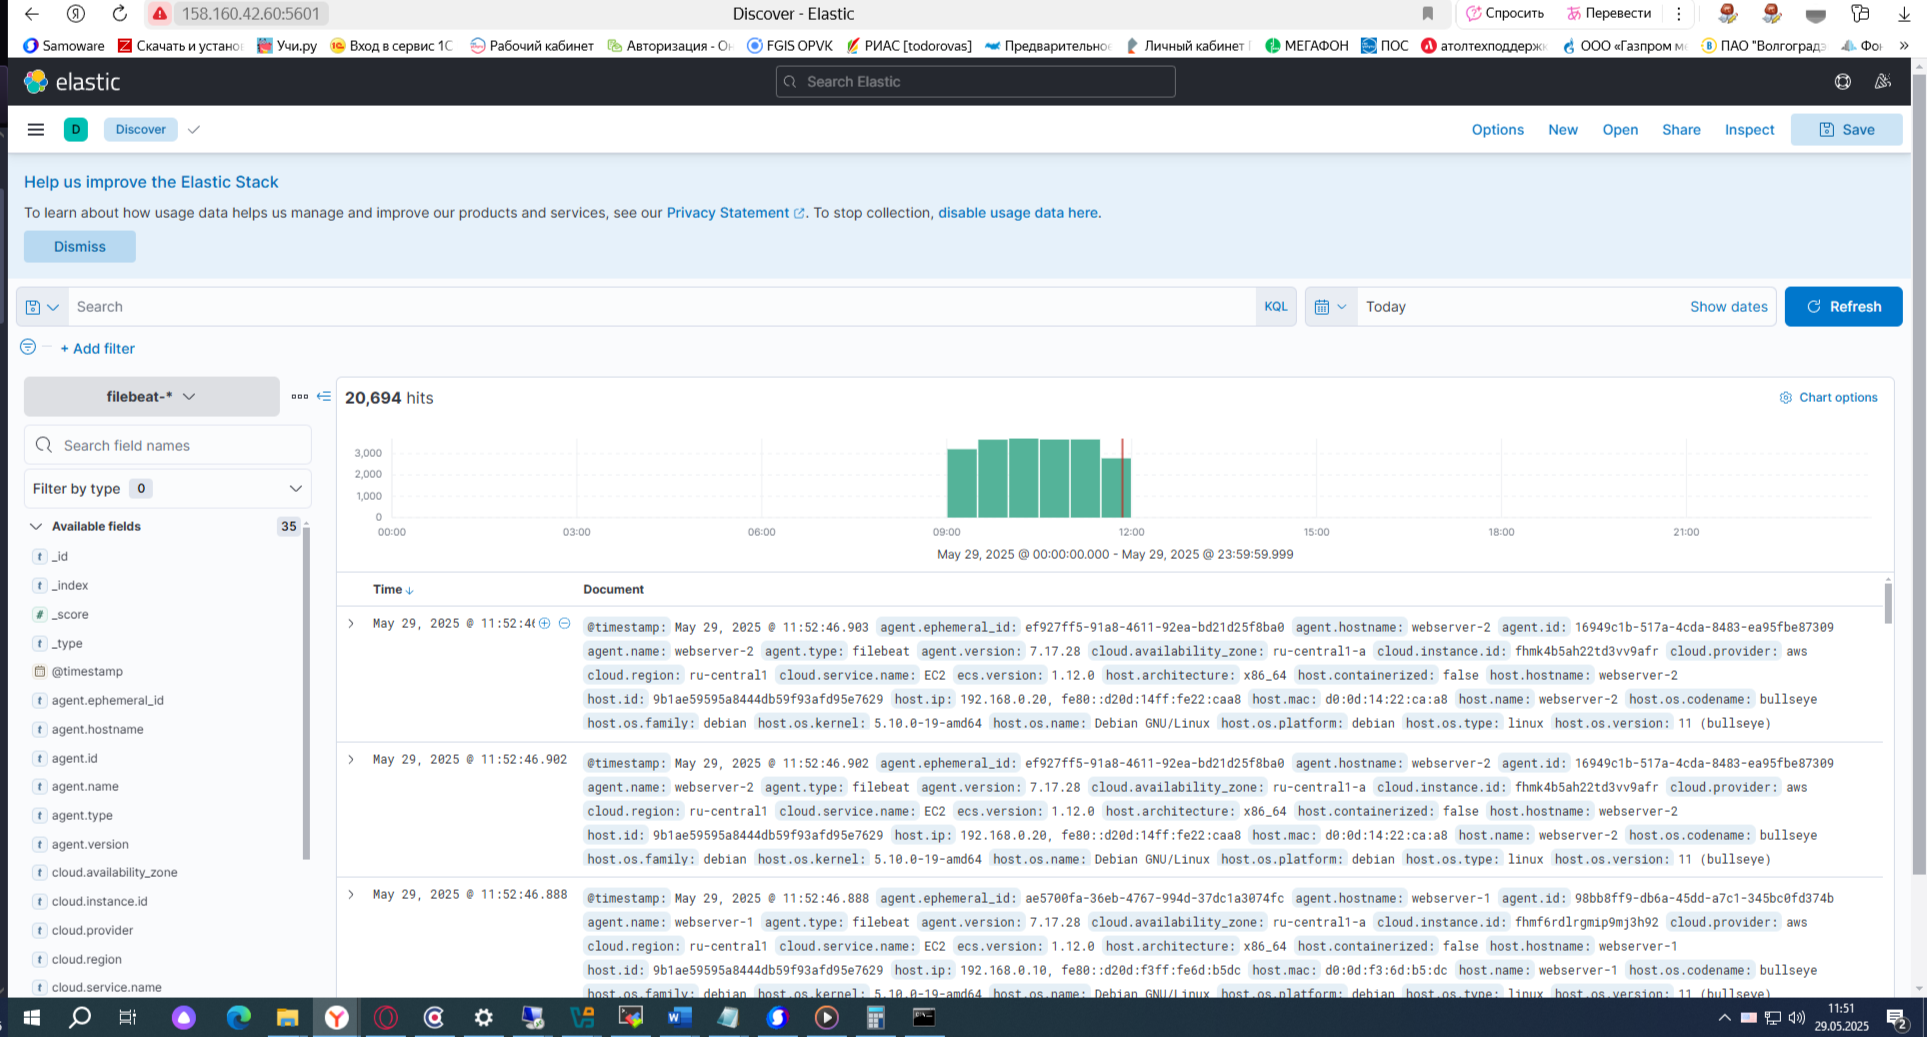 158.160.42.60:5601
Discover - Elastic
Спросить
Перевести
Samoware
Скачать и устано
Учи.ру
Вход в сервис 1С
Рабочий кабинет
Авторизация - Он
FGIS OPVK
РИАС [todorovas]
Предварительно
Личный кабинет
МЕГАФОН
ПОС
атолтехподдержк
ООО «Газпром м
ПАО "Волгоградэ
Фон
»
elastic
Search Elastic
D
Discover
Options
New
Open
Share
Inspect
Save
Help us improve the Elastic Stack
To learn about how usage data helps us manage and improve our products and services, see our Privacy Statement. To stop collection, disable usage data here.
Dismiss
Search
KQL
Today
Show dates
Refresh
+ Add filter
filebeat-*
20,694 hits
Chart options
Search field names
Filter by type 0
Available fields 35
t _id
t _index
# _score
t _type
@timestamp
t agent.ephemeral_id
t agent.hostname
t agent.id
t agent.name
t agent.type
t agent.version
t cloud.availability_zone
t cloud.instance.id
t cloud.provider
t cloud.region
t cloud.service.name
3,000
2,000
1,000
0
00:00 03:00 06:00 09:00 12:00 15:00 18:00 21:00
May 29, 2025 @ 00:00:00.000 - May 29, 2025 @ 23:59:59.999
Time Document
May 29, 2025 @ 11:52:46
@timestamp: May 29, 2025 @ 11:52:46.903 agent.ephemeral_id: ef927ff5-91a8-4611-92ea-bd21d25f8ba0 agent.hostname: webserver-2 agent.id: 16949c1b-517a-4cda-8483-ea95fbe87309
agent.name: webserver-2 agent.type: filebeat agent.version: 7.17.28 cloud.availability_zone: ru-central1-a cloud.instance.id: fhmk4b5ah22td3vv9afr cloud.provider: aws
cloud.region: ru-central1 cloud.service.name: EC2 ecs.version: 1.12.0 host.architecture: x86_64 host.containerized: false host.hostname: webserver-2
host.id: 9b1ae59595a8444db59f93afd95e7629 host.ip: 192.168.0.20, fe80::d20d:14ff:fe22:caa8 host.mac: d0:0d:14:22:ca:a8 host.name: webserver-2 host.os.codename: bullseye
host.os.family: debian host.os.kernel: 5.10.0-19-amd64 host.os.name: Debian GNU/Linux host.os.platform: debian host.os.type: linux host.os.version: 11 (bullseye)
May 29, 2025 @ 11:52:46.902
@timestamp: May 29, 2025 @ 11:52:46.902 agent.ephemeral_id: ef927ff5-91a8-4611-92ea-bd21d25f8ba0 agent.hostname: webserver-2 agent.id: 16949c1b-517a-4cda-8483-ea95fbe87309
agent.name: webserver-2 agent.type: filebeat agent.version: 7.17.28 cloud.availability_zone: ru-central1-a cloud.instance.id: fhmk4b5ah22td3vv9afr cloud.provider: aws
cloud.region: ru-central1 cloud.service.name: EC2 ecs.version: 1.12.0 host.architecture: x86_64 host.containerized: false host.hostname: webserver-2
host.id: 9b1ae59595a8444db59f93afd95e7629 host.ip: 192.168.0.20, fe80::d20d:14ff:fe22:caa8 host.mac: d0:0d:14:22:ca:a8 host.name: webserver-2 host.os.codename: bullseye
host.os.family: debian host.os.kernel: 5.10.0-19-amd64 host.os.name: Debian GNU/Linux host.os.platform: debian host.os.type: linux host.os.version: 11 (bullseye)
May 29, 2025 @ 11:52:46.888
@timestamp: May 29, 2025 @ 11:52:46.888 agent.ephemeral_id: ae5700fa-36eb-4767-994d-37dc1a3074fc agent.hostname: webserver-1 agent.id: 98bb8ff9-db6a-45dd-a7c1-345bc0fd374b
agent.name: webserver-1 agent.type: filebeat agent.version: 7.17.28 cloud.availability_zone: ru-central1-a cloud.instance.id: fhmf6rdlrgmip9mj3h92 cloud.provider: aws
cloud.region: ru-central1 cloud.service.name: EC2 ecs.version: 1.12.0 host.architecture: x86_64 host.containerized: false host.hostname: webserver-1
host.id: 9b1ae59595a8444db59f93afd95e7629 host.ip: 192.168.0.10, fe80::d20d:f3ff:fe6d:b5dc host.mac: d0:0d:f3:6d:b5:dc host.name: webserver-1 host.os.codename: bullseye
host.os.family: debian host.os.kernel: 5.10.0-19-amd64 host.os.name: Debian GNU/Linux host.os.platform: debian host.os.type: linux host.os.version: 11 (bullseye)
11:51
29.05.2025
2